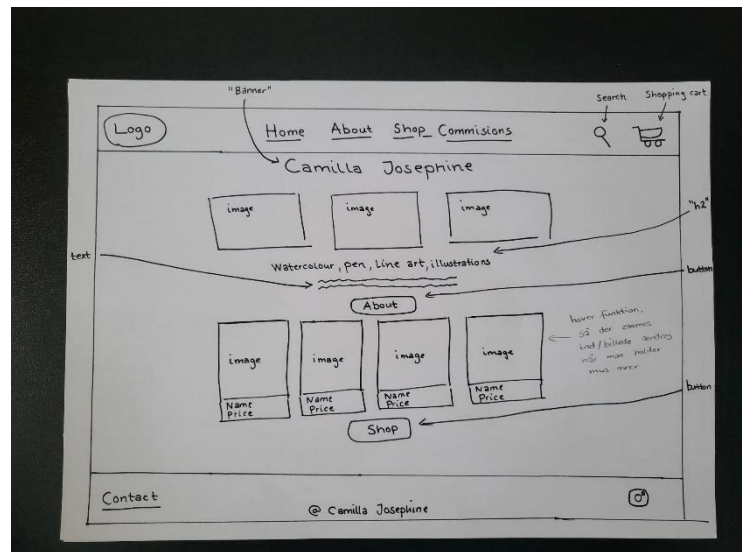 "Banner"
Search
Shopping cart
Logo
Home About Shop Commisions
Camilla Josephine
image
image
image
"h2"
text
Watercolour, pen, Line art, illustrations
button
About
image
image
image
image
hover funktion,
så der zoomes
ind/billede ændring
når man holder
mus over
Name
Price
Name
Price
Name
Price
Name
Price
button
Shop
Contact
@ Camilla Josephine